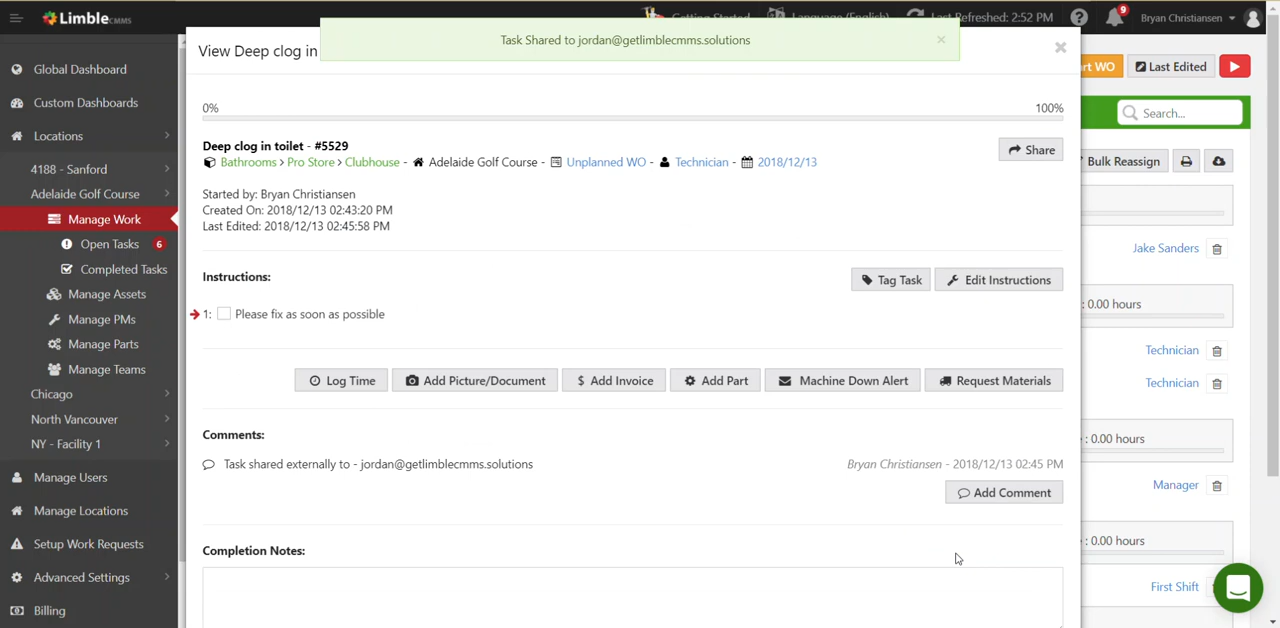 Limble CMMS
Getting Started
Language (English)
Last Refreshed: 2:52 PM
9
Bryan Christiansen
Task Shared to jordan@getlimblecmms.solutions ×
View Deep clog in ×
rt WO
Last Edited
Search...
Bulk Reassign
Global Dashboard
Custom Dashboards
Locations
4188 - Sanford
Adelaide Golf Course
Manage Work
Open Tasks 6
Completed Tasks
Manage Assets
Manage PMs
Manage Parts
Manage Teams
Chicago
North Vancouver
NY - Facility 1
Manage Users
Manage Locations
Setup Work Requests
Advanced Settings
Billing
0% 100%
Deep clog in toilet - #5529
Share
Bathrooms > Pro Store > Clubhouse - Adelaide Golf Course - Unplanned WO - Technician - 2018/12/13
Started by: Bryan Christiansen
Created On: 2018/12/13 02:43:20 PM
Last Edited: 2018/12/13 02:45:58 PM
Instructions:
Tag Task
Edit Instructions
1: Please fix as soon as possible
Log Time
Add Picture/Document
$ Add Invoice
Add Part
Machine Down Alert
Request Materials
Comments:
Task shared externally to - jordan@getlimblecmms.solutions
Bryan Christiansen - 2018/12/13 02:45 PM
Add Comment
Completion Notes:
Jake Sanders
: 0.00 hours
Technician
Technician
: 0.00 hours
Manager
: 0.00 hours
First Shift